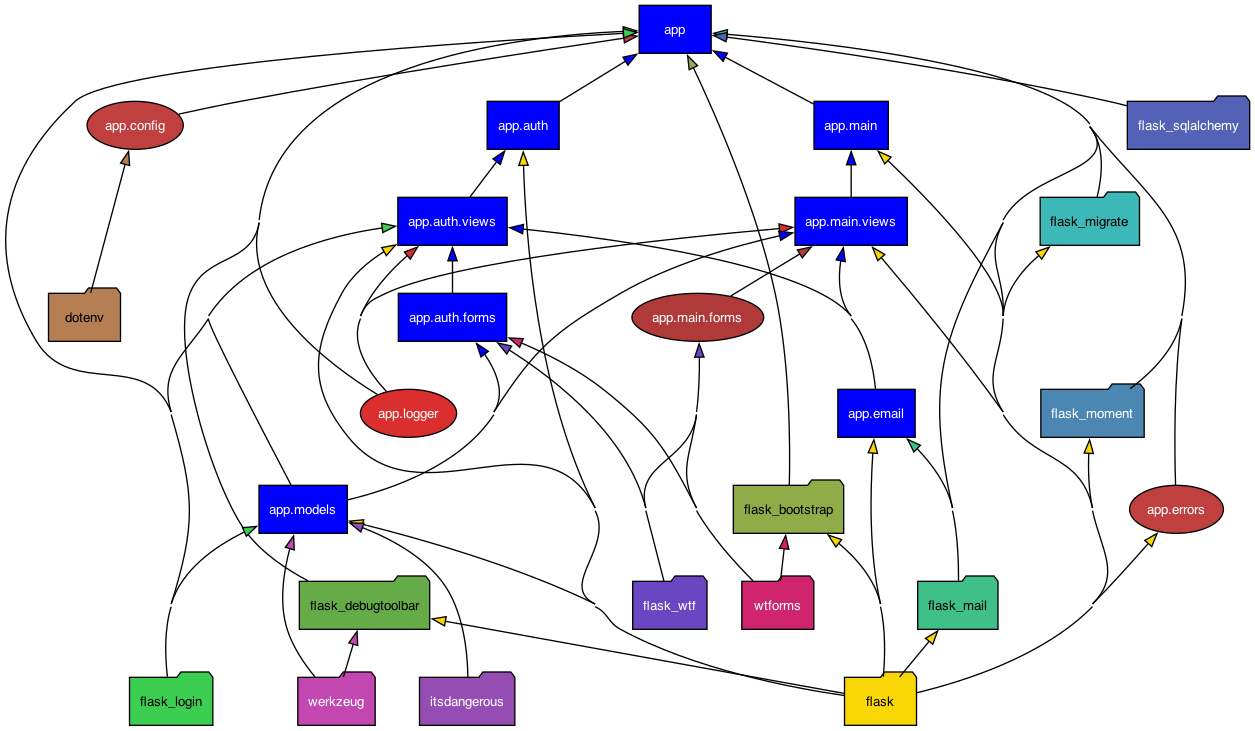 app
app.config
app.auth
app.main
flask_sqlalchemy
app.auth.views
app.main.views
flask_migrate
dotenv
app.auth.forms
app.main.forms
app.logger
app.email
flask_moment
app.models
flask_bootstrap
app.errors
flask_debugtoolbar
flask_wtf
wtforms
flask_mail
flask_login
werkzeug
itsdangerous
flask